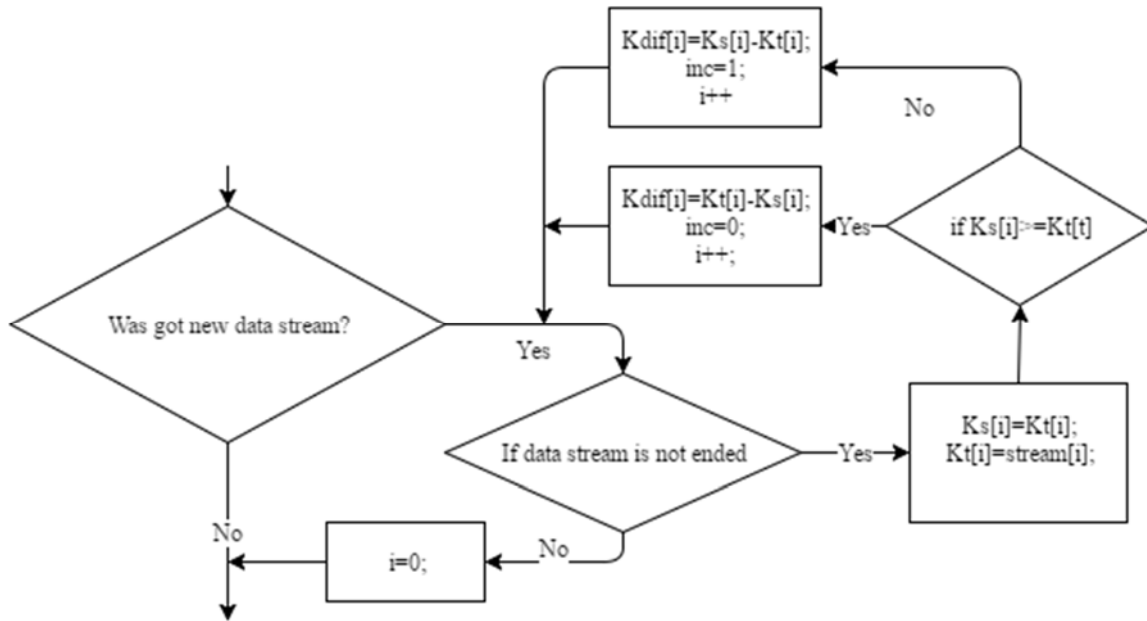 Kdif[i]=Ks[i]-Kt[i];
inc=1;
i++
No
Kdif[i]=Kt[i]-Ks[i];
inc=0;
i++;
Yes
if Ks[i]>=Kt[t]
Was got new data stream?
Yes
If data stream is not ended
Yes
Ks[i]=Kt[i];
Kt[i]=stream[i];
No
i=0;
No